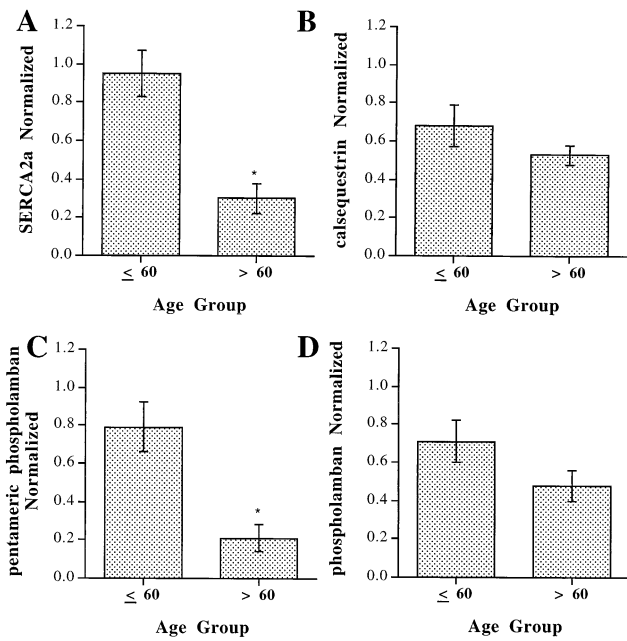 A
SERCA2a Normalized
1.2
1.0
0.8
0.6
0.4
0.2
0.0
*
≤ 60
> 60
Age Group
B
calsequestrin Normalized
1.2
1.0
0.8
0.6
0.4
0.2
0.0
≤ 60
> 60
Age Group
C
pentameric phospholamban
Normalized
1.2
1.0
0.8
0.6
0.4
0.2
0.0
*
≤ 60
> 60
Age Group
D
phospholamban Normalized
1.2
1.0
0.8
0.6
0.4
0.2
0.0
≤ 60
> 60
Age Group